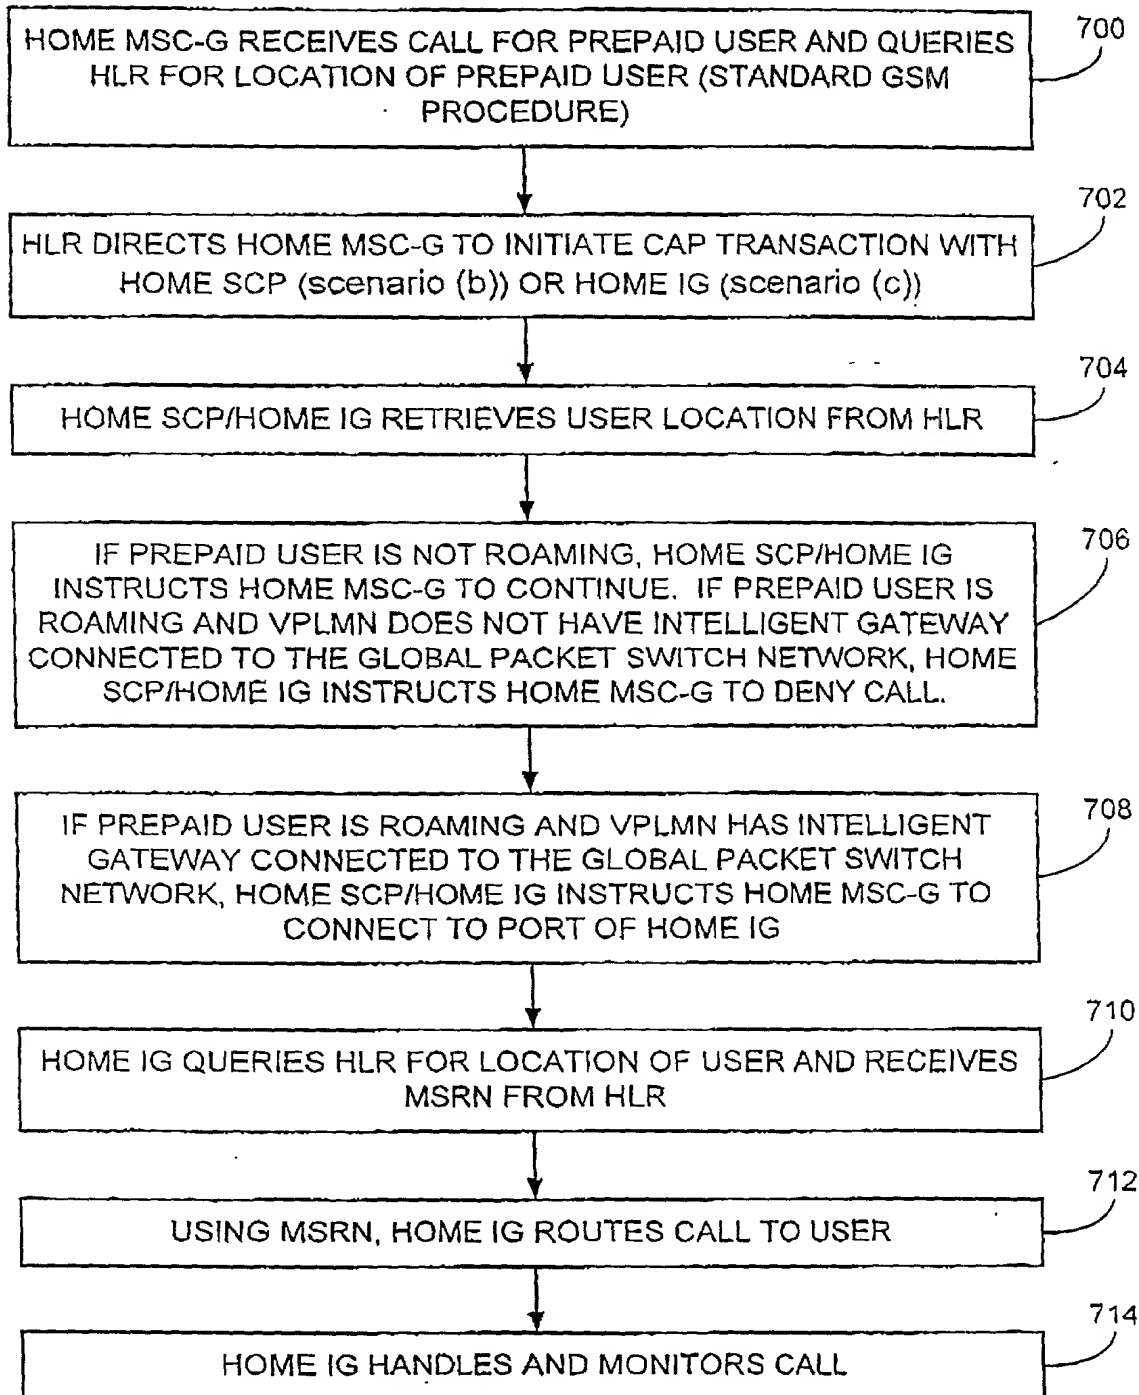 700
HOME MSC-G RECEIVES CALL FOR PREPAID USER AND QUERIES
HLR FOR LOCATION OF PREPAID USER (STANDARD GSM
PROCEDURE)
702
HLR DIRECTS HOME MSC-G TO INITIATE CAP TRANSACTION WITH
HOME SCP (scenario (b)) OR HOME IG (scenario (c))
704
HOME SCP/HOME IG RETRIEVES USER LOCATION FROM HLR
706
IF PREPAID USER IS NOT ROAMING, HOME SCP/HOME IG
INSTRUCTS HOME MSC-G TO CONTINUE. IF PREPAID USER IS
ROAMING AND VPLMN DOES NOT HAVE INTELLIGENT GATEWAY
CONNECTED TO THE GLOBAL PACKET SWITCH NETWORK, HOME
SCP/HOME IG INSTRUCTS HOME MSC-G TO DENY CALL.
708
IF PREPAID USER IS ROAMING AND VPLMN HAS INTELLIGENT
GATEWAY CONNECTED TO THE GLOBAL PACKET SWITCH
NETWORK, HOME SCP/HOME IG INSTRUCTS HOME MSC-G TO
CONNECT TO PORT OF HOME IG
710
HOME IG QUERIES HLR FOR LOCATION OF USER AND RECEIVES
MSRN FROM HLR
712
USING MSRN, HOME IG ROUTES CALL TO USER
714
HOME IG HANDLES AND MONITORS CALL